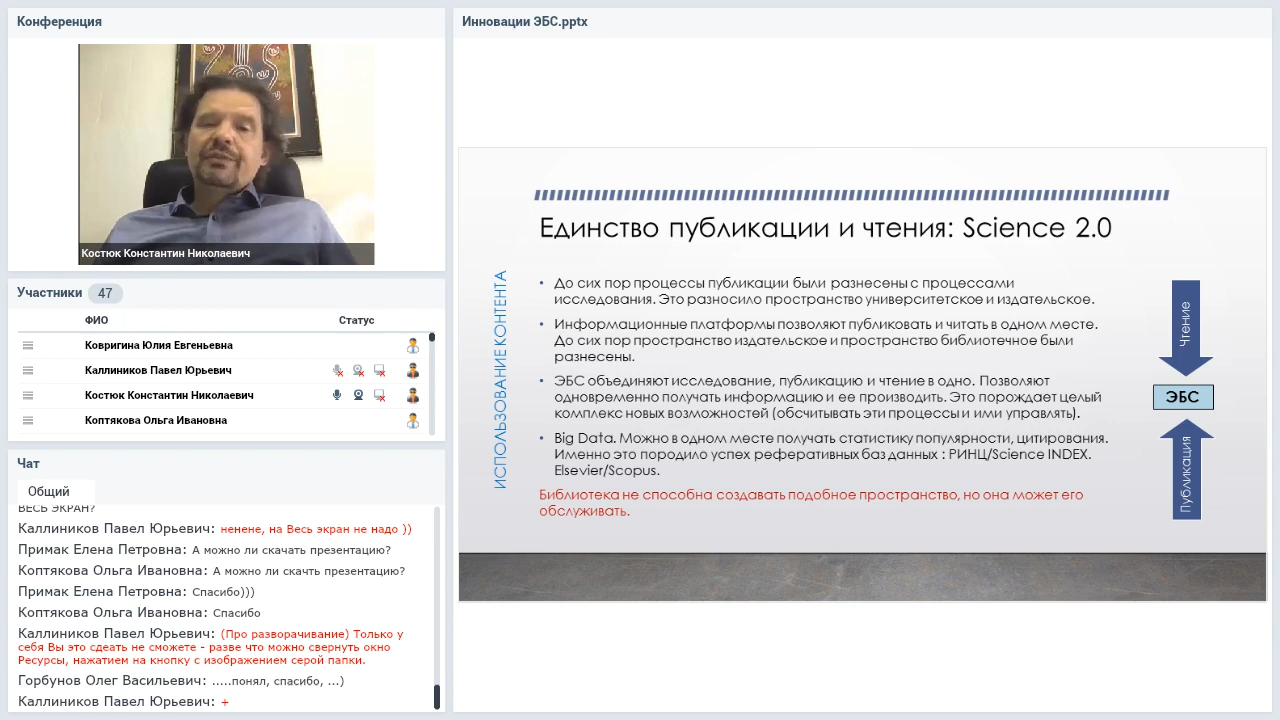 Конференция
Костюк Константин Николаевич
Участники 47
ФИО Статус
Ковригина Юлия Евгеньевна
Каллиников Павел Юрьевич
Костюк Константин Николаевич
Коптякова Ольга Ивановна
Чат
Общий
ВЕСЬ ЭКРАН?
Каллиников Павел Юрьевич: ненене, на Весь экран не надо ))
Примак Елена Петровна: А можно ли скачать презентацию?
Коптякова Ольга Ивановна: А можно ли скачть презентацию?
Примак Елена Петровна: Спасибо)))
Коптякова Ольга Ивановна: Спасибо
Каллиников Павел Юрьевич: (Про разворачивание) Только у
себя Вы это сдеать не сможете - разве что можно свернуть окно
Ресурсы, нажатием на кнопку с изображением серой папки.
Горбунов Олег Васильевич: .....понял, спасибо, ...)
Каллиников Павел Юрьевич: +
Инновации ЭБС.pptx
Единство публикации и чтения: Science 2.0
ИСПОЛЬЗОВАНИЕ КОНТЕНТА
• До сих пор процессы публикации были разнесены с процессами
исследования. Это разносило пространство университетское и издательское.
• Информационные платформы позволяют публиковать и читать в одном месте.
До сих пор пространство издательское и пространство библиотечное были
разнесены.
• ЭБС объединяют исследование, публикацию и чтение в одно. Позволяют
одновременно получать информацию и ее производить. Это порождает целый
комплекс новых возможностей (обсчитывать эти процессы и ими управлять).
• Big Data. Можно в одном месте получать статистику популярности, цитирования.
Именно это породило успех реферативных баз данных : РИНЦ/Science INDEX.
Elsevier/Scopus.
Библиотека не способна создавать подобное пространство, но она может его
обслуживать.
Чтение
ЭБС
Публикация